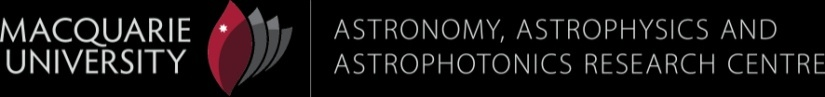 MACQUARIE
UNIVERSITY
ASTRONOMY, ASTROPHYSICS AND
ASTROPHOTONICS RESEARCH CENTRE